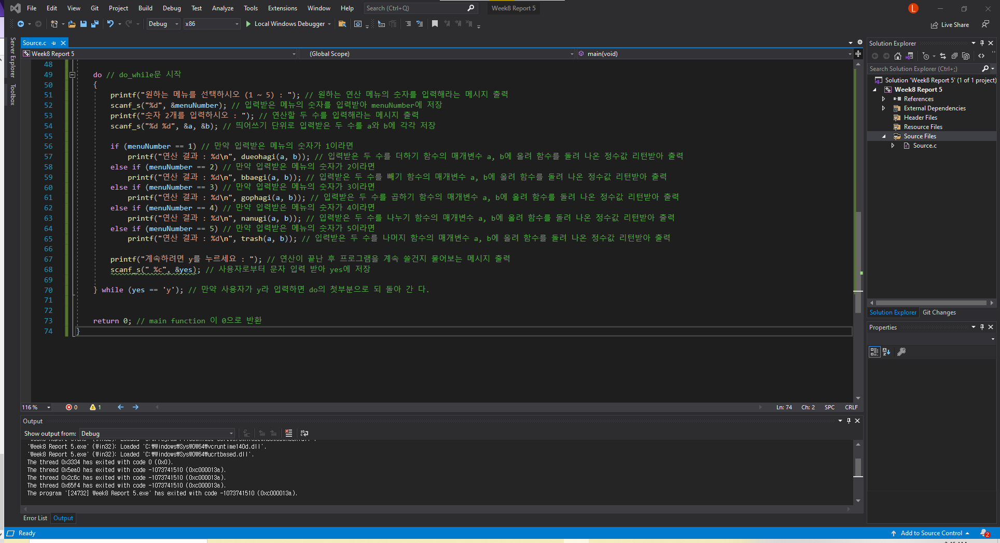 File Edit View Git Project Build Debug Test Analyze Tools Extensions Window Help Search (Ctrl+Q) Week8 Report 5 L
Debug x86 Local Windows Debugger Live Share
Server Explorer
Toolbox
Source.c
Week8 Report 5 (Global Scope) main(void)
48
49 do // do_while문 시작
50 {
51 printf("원하는 메뉴를 선택하시오 (1 ~ 5) : "); // 원하는 연산 메뉴의 숫자를 입력해라는 메시지 출력
52 scanf_s("%d", &menuNumber); // 입력받은 메뉴의 숫자를 입력받아 menuNumber에 저장
53 printf("숫자 2개를 입력하시오 : "); // 연산할 두 수를 입력해라는 메시지 출력
54 scanf_s("%d %d", &a, &b); // 띄어쓰기 단위로 입력받은 두 수를 a와 b에 각각 저장
55
56 if (menuNumber == 1) // 만약 입력받은 메뉴의 숫자가 1이라면
57 printf("연산 결과 : %d\n", dueohagi(a, b)); // 입력받은 두 수를 더하기 함수의 매개변수 a, b에 올려 함수를 돌려 나온 정수값 리턴받아 출력
58 else if (menuNumber == 2) // 만약 입력받은 메뉴의 숫자가 2이라면
59 printf("연산 결과 : %d\n", bbaegi(a, b)); // 입력받은 두 수를 빼기 함수의 매개변수 a, b에 올려 함수를 돌려 나온 정수값 리턴받아 출력
60 else if (menuNumber == 3) // 만약 입력받은 메뉴의 숫자가 3이라면
61 printf("연산 결과 : %d\n", gophagi(a, b)); // 입력받은 두 수를 곱하기 함수의 매개변수 a, b에 올려 함수를 돌려 나온 정수값 리턴받아 출력
62 else if (menuNumber == 4) // 만약 입력받은 메뉴의 숫자가 4이라면
63 printf("연산 결과 : %d\n", nanugi(a, b)); // 입력받은 두 수를 나누기 함수의 매개변수 a, b에 올려 함수를 돌려 나온 정수값 리턴받아 출력
64 else if (menuNumber == 5) // 만약 입력받은 메뉴의 숫자가 5이라면
65 printf("연산 결과 : %d\n", trash(a, b)); // 입력받은 두 수를 나머지 함수의 매개변수 a, b에 올려 함수를 돌려 나온 정수값 리턴받아 출력
66
67 printf("계속하려면 y를 누르세요 : "); // 연산이 끝난 후 프로그램을 계속 쓸건지 물어보는 메시지 출력
68 scanf_s(" %c", &yes); // 사용자로부터 문자 입력 받아 yes에 저장
69
70 } while (yes == 'y'); // 만약 사용자가 y라 입력하면 do의 첫부분으로 되 돌아 간 다.
71
72
73 return 0; // main function 이 0으로 반환
74 }
116 % 0 1 Ln: 74 Ch: 2 SPC CRLF
Output
Show output from: Debug
'Week8 Report 5.exe' (Win32): Loaded 'C:₩Windows₩SysWOW64₩vcruntime140d.dll'.
'Week8 Report 5.exe' (Win32): Loaded 'C:₩Windows₩SysWOW64₩ucrtbased.dll'.
The thread 0x3334 has exited with code 0 (0x0).
The thread 0x5ea0 has exited with code -1073741510 (0xc000013a).
The thread 0x2c6c has exited with code -1073741510 (0xc000013a).
The thread 0x65f4 has exited with code -1073741510 (0xc000013a).
The program '[24732] Week8 Report 5.exe' has exited with code -1073741510 (0xc000013a).
Error List Output
Solution Explorer
Search Solution Explorer (Ctrl+;)
Solution 'Week8 Report 5' (1 of 1 project)
Week8 Report 5
References
External Dependencies
Header Files
Resource Files
Source Files
Source.c
Solution Explorer Git Changes
Properties
Ready Add to Source Control 2